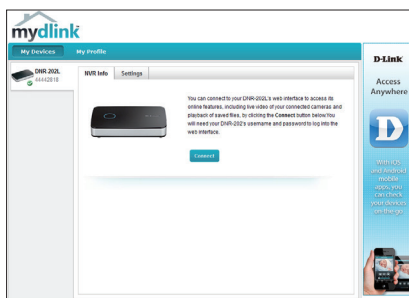 mydlink
My Devices
My Profile
DNR-202L
44442818
NVR Info
Settings
You can connect to your DNR-202L's web interface to access its
online features, including live video of your connected cameras and
playback of saved files, by clicking the Connect button below.You
will need your DNR-202's username and password to log into the
web interface.
Connect
D-Link
Access
Anywhere
D
With iOS
and Android
mobile
apps, you
can check
your devices
on-the-go